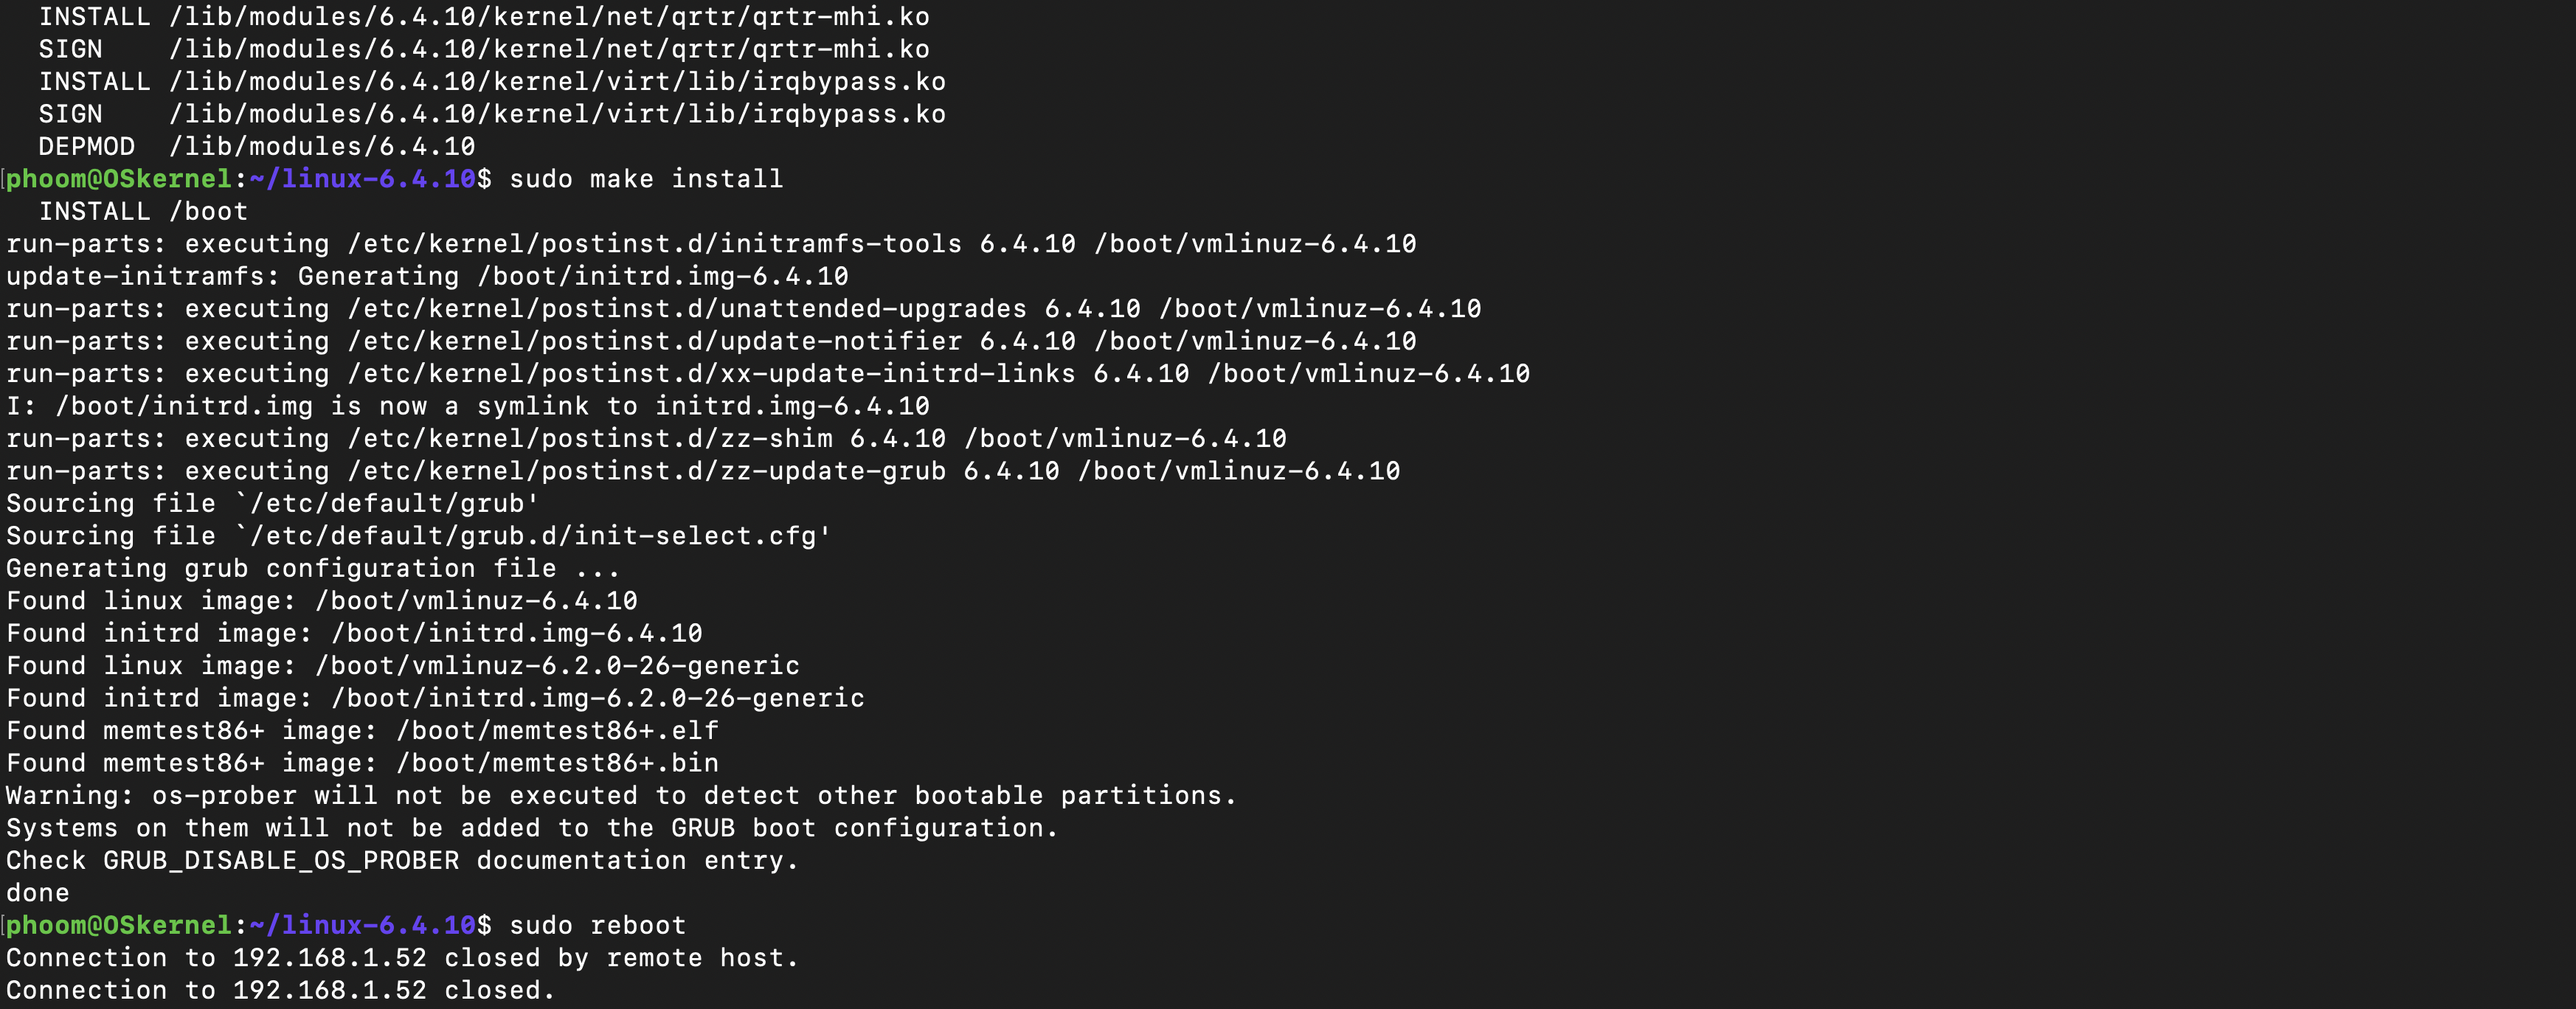 INSTALL /lib/modules/6.4.10/kernel/net/qrtr/qrtr-mhi.ko
SIGN    /lib/modules/6.4.10/kernel/net/qrtr/qrtr-mhi.ko
INSTALL /lib/modules/6.4.10/kernel/virt/lib/irqbypass.ko
SIGN    /lib/modules/6.4.10/kernel/virt/lib/irqbypass.ko
DEPMOD  /lib/modules/6.4.10
[phoom@OSkernel:~/linux-6.4.10$ sudo make install
INSTALL /boot
run-parts: executing /etc/kernel/postinst.d/initramfs-tools 6.4.10 /boot/vmlinuz-6.4.10
update-initramfs: Generating /boot/initrd.img-6.4.10
run-parts: executing /etc/kernel/postinst.d/unattended-upgrades 6.4.10 /boot/vmlinuz-6.4.10
run-parts: executing /etc/kernel/postinst.d/update-notifier 6.4.10 /boot/vmlinuz-6.4.10
run-parts: executing /etc/kernel/postinst.d/xx-update-initrd-links 6.4.10 /boot/vmlinuz-6.4.10
I: /boot/initrd.img is now a symlink to initrd.img-6.4.10
run-parts: executing /etc/kernel/postinst.d/zz-shim 6.4.10 /boot/vmlinuz-6.4.10
run-parts: executing /etc/kernel/postinst.d/zz-update-grub 6.4.10 /boot/vmlinuz-6.4.10
Sourcing file `/etc/default/grub'
Sourcing file `/etc/default/grub.d/init-select.cfg'
Generating grub configuration file ...
Found linux image: /boot/vmlinuz-6.4.10
Found initrd image: /boot/initrd.img-6.4.10
Found linux image: /boot/vmlinuz-6.2.0-26-generic
Found initrd image: /boot/initrd.img-6.2.0-26-generic
Found memtest86+ image: /boot/memtest86+.elf
Found memtest86+ image: /boot/memtest86+.bin
Warning: os-prober will not be executed to detect other bootable partitions.
Systems on them will not be added to the GRUB boot configuration.
Check GRUB_DISABLE_OS_PROBER documentation entry.
done
[phoom@OSkernel:~/linux-6.4.10$ sudo reboot
Connection to 192.168.1.52 closed by remote host.
Connection to 192.168.1.52 closed.